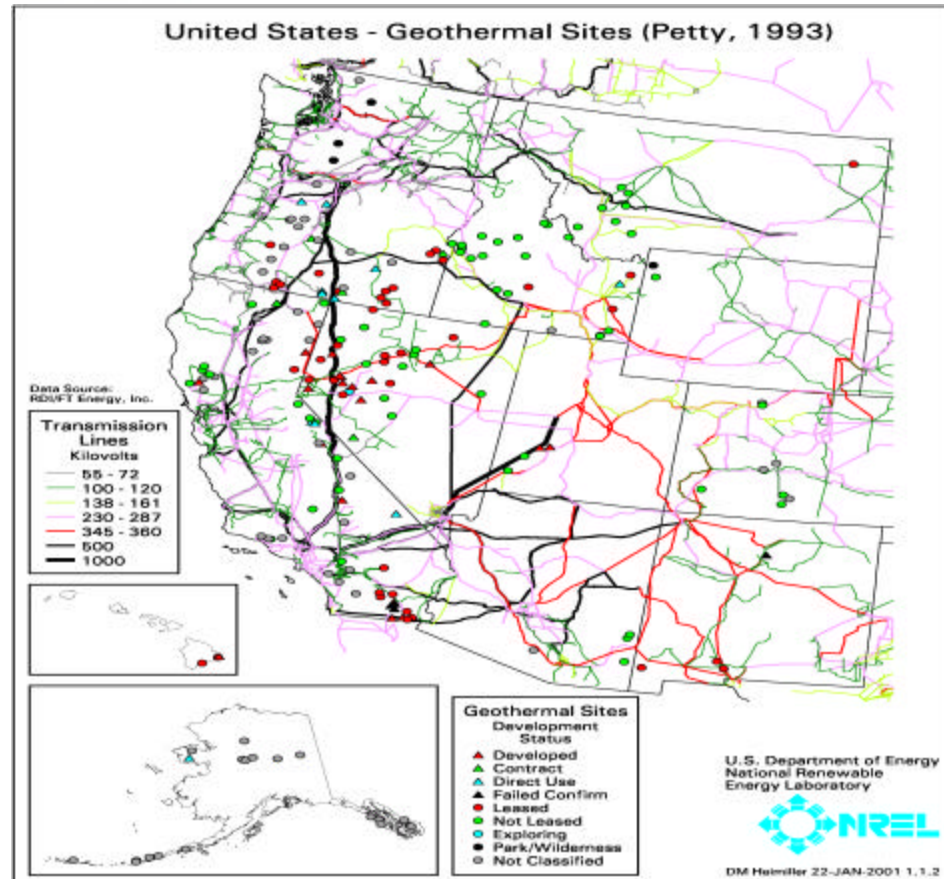 United States - Geothermal Sites (Petty, 1993)
Data Source:
RDI/FT Energy, Inc.
Transmission
Lines
Kilovolts
55 - 72
100 - 120
138 - 161
230 - 287
345 - 360
500
1000
Geothermal Sites
Development
Status
Developed
Contract
Direct Use
Failed Confirm
Leased
Not Leased
Exploring
Park/Wilderness
Not Classified
U.S. Department of Energy
National Renewable
Energy Laboratory
NREL
DM Heimiller 22-JAN-2001 1.1.2